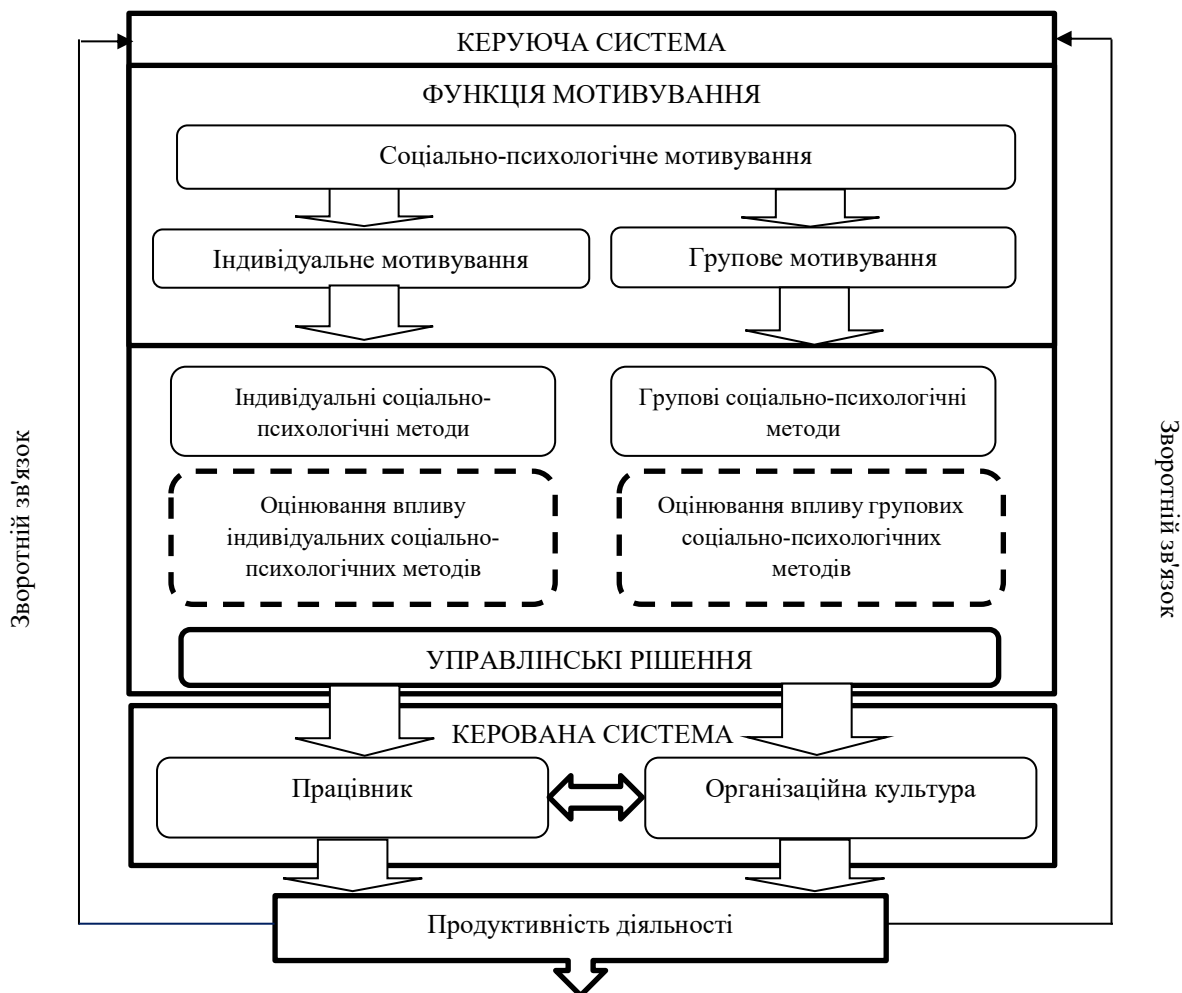 КЕРУЮЧА СИСТЕМА
ФУНКЦІЯ МОТИВУВАННЯ
Соціально-психологічне мотивування
Індивідуальне мотивування
Групове мотивування
Індивідуальні соціально-
психологічні методи
Групові соціально-психологічні
методи
Оцінювання впливу
індивідуальних соціально-
психологічних методів
Оцінювання впливу групових
соціально-психологічних
методів
УПРАВЛІНСЬКІ РІШЕННЯ
КЕРОВАНА СИСТЕМА
Працівник
Організаційна культура
Продуктивність діяльності
Зворотній зв'язок
Зворотній зв'язок